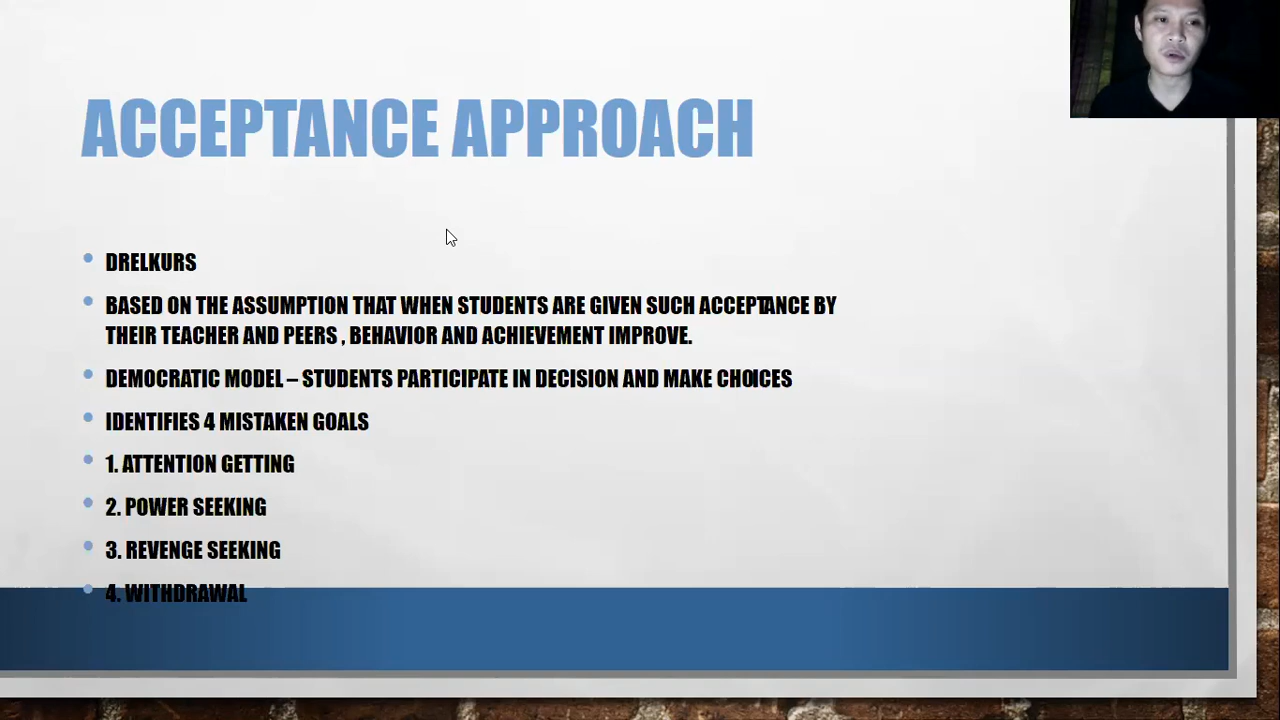 ACCEPTANCE APPROACH
DRELKURS
BASED ON THE ASSUMPTION THAT WHEN STUDENTS ARE GIVEN SUCH ACCEPTANCE BY
THEIR TEACHER AND PEERS , BEHAVIOR AND ACHIEVEMENT IMPROVE.
DEMOCRATIC MODEL – STUDENTS PARTICIPATE IN DECISION AND MAKE CHOICES
IDENTIFIES 4 MISTAKEN GOALS
1. ATTENTION GETTING
2. POWER SEEKING
3. REVENGE SEEKING
4. WITHDRAWAL